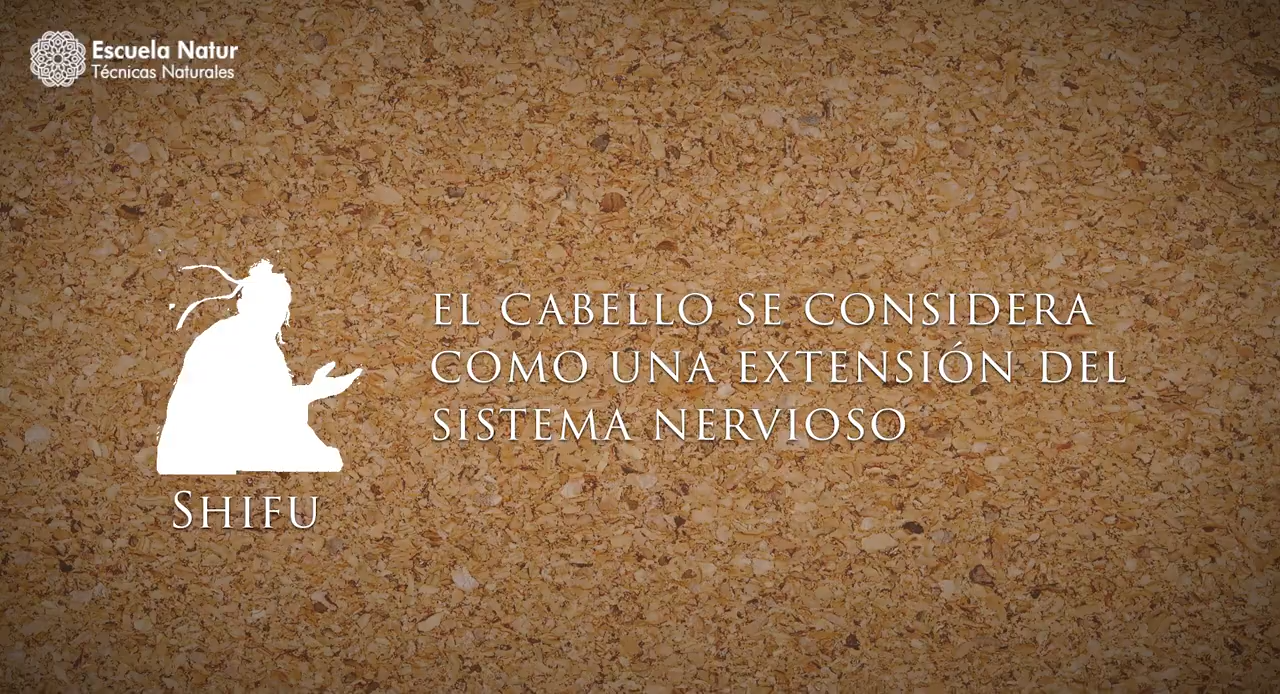 Escuela Natur
Técnicas Naturales
EL CABELLO SE CONSIDERA
COMO UNA EXTENSIÓN DEL
SISTEMA NERVIOSO
SHIFU